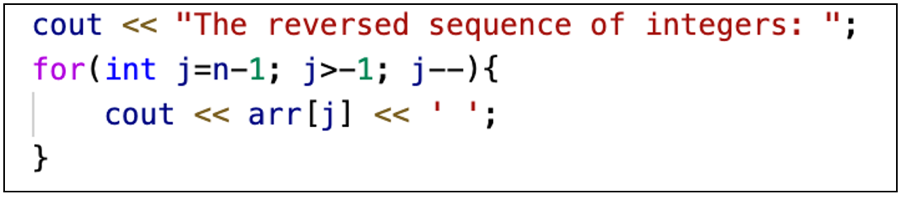 cout << "The reversed sequence of integers: ";
for(int j=n-1; j>-1; j--){
    cout << arr[j] << ' ';
}